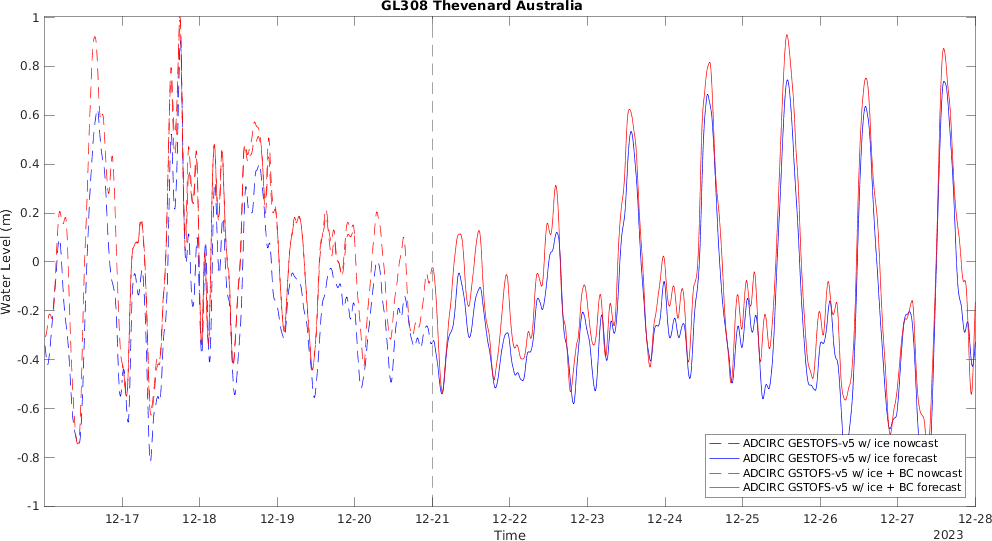 GL308 Thevenard Australia
1
0.8
0.6
0.4
0.2
0
-0.2
-0.4
-0.6
-0.8
-1
Water Level (m)
ADCIRC GESTOFS-v5 w/ ice nowcast
ADCIRC GESTOFS-v5 w/ ice forecast
ADCIRC GSTOFS-v5 w/ ice + BC nowcast
ADCIRC GSTOFS-v5 w/ ice + BC forecast
12-17 12-18 12-19 12-20 12-21 12-22 12-23 12-24 12-25 12-26 12-27 12-28
Time
2023